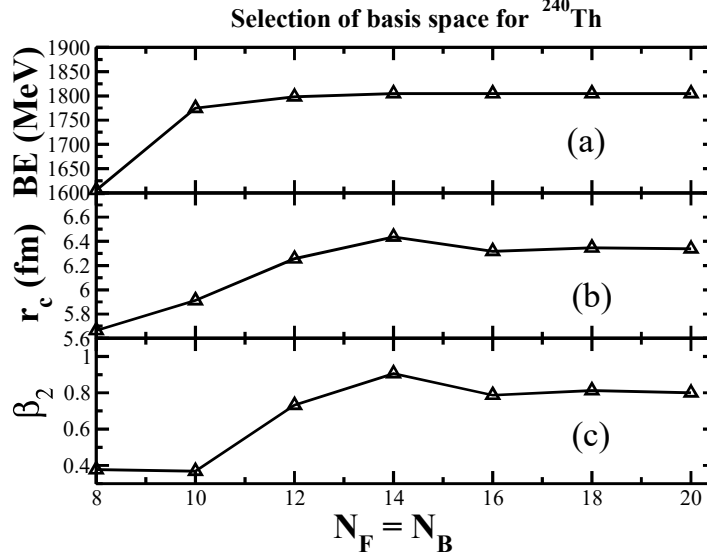 Selection of basis space for ²⁴⁰Th
BE (MeV)
1900
1850
1800
1750
1700
1650
1600
(a)
r_c (fm)
6.6
6.4
6.2
6
5.8
5.6
(b)
β₂
1
0.8
0.6
0.4
(c)
8 10 12 14 16 18 20
N_F = N_B